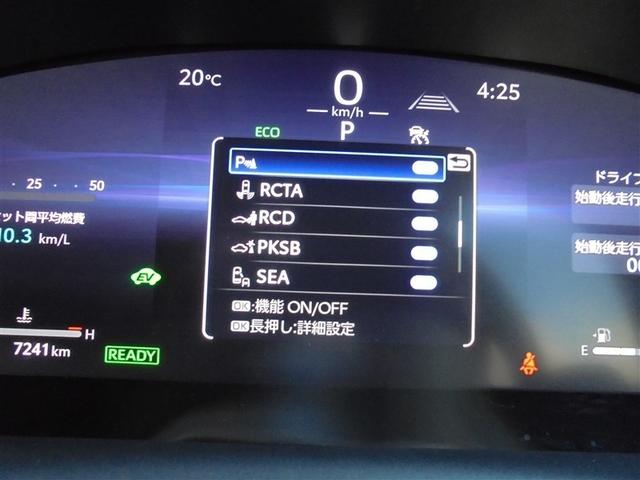 20℃
0
km/h
4:25
ECO
P
P
RCTA
RCD
PKSB
SEA
OK:機能 ON/OFF
OK長押し:詳細設定
25 50
ット間平均燃費
0.3 km/L
EV
H
7241km
READY
ドライブ
始動後走行
始動後走行
E